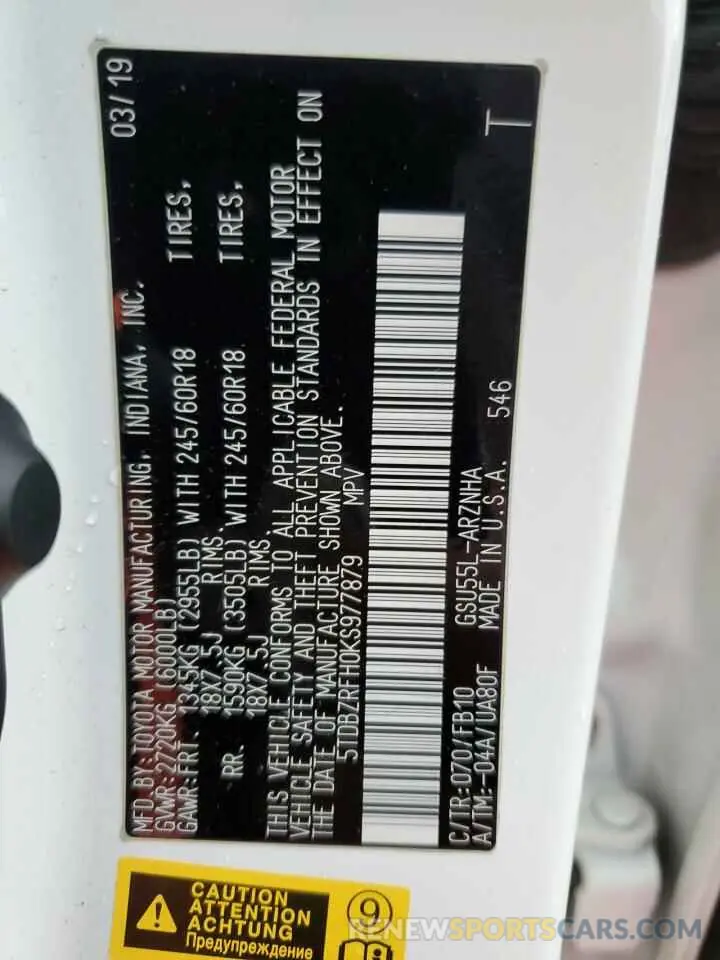 MFD. BY:TOYOTA MOTOR MANUFACTURING, INDIANA, INC. 03/19
GVWR:2720KG (6000LB)
GAWR:FRT. 1345KG (2955LB) WITH 245/60R18 TIRES,
18X7.5J RIMS.
RR. 1590KG (3505LB) WITH 245/60R18 TIRES,
18X7.5J RIMS.
THIS VEHICLE CONFORMS TO ALL APPLICABLE FEDERAL MOTOR
VEHICLE SAFETY AND THEFT PREVENTION STANDARDS IN EFFECT ON
THE DATE OF MANUFACTURE SHOWN ABOVE.
5TDBZRFH0KS977879 MPV
C/TR:070/FB10 GSU55L-ARZNHA
A/TM:-04A/UA80F MADE IN U.S.A. 546 T
CAUTION
ATTENTION
ACHTUNG
Предупреждение
9
RENEWSPORTSCARS.COM